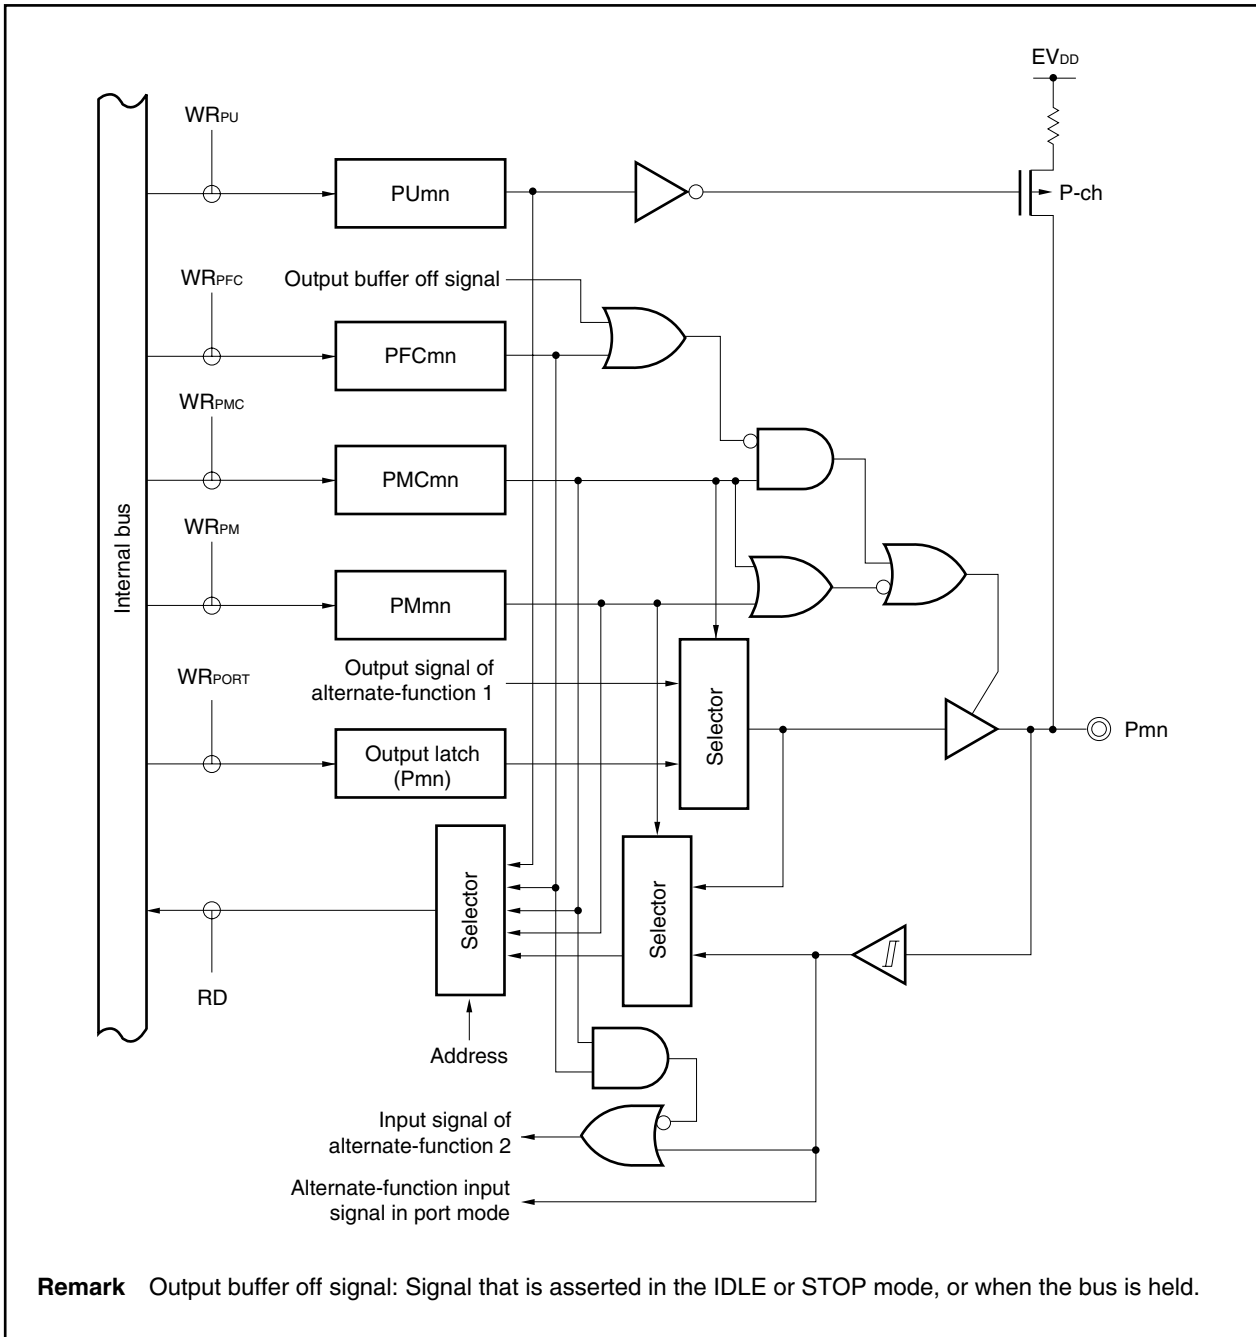 EVDD
WRPU
PUmn
P-ch
WRPFC
Output buffer off signal
PFCmn
WRPMC
PMCmn
Internal bus
WRPM
PMmn
Output signal of
alternate-function 1
WRPORT
Selector
Output latch
(Pmn)
Pmn
Selector
Selector
RD
Address
Input signal of
alternate-function 2
Alternate-function input
signal in port mode
Remark Output buffer off signal: Signal that is asserted in the IDLE or STOP mode, or when the bus is held.